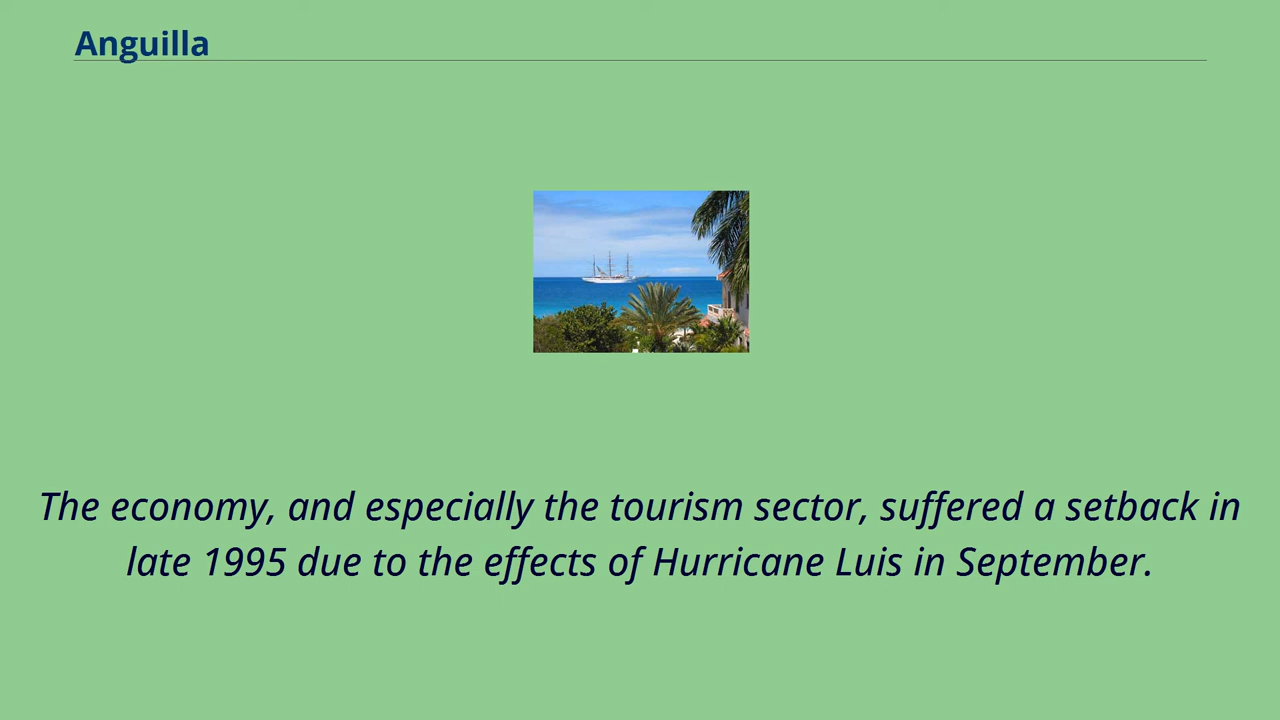 Anguilla
The economy, and especially the tourism sector, suffered a setback in
late 1995 due to the effects of Hurricane Luis in September.